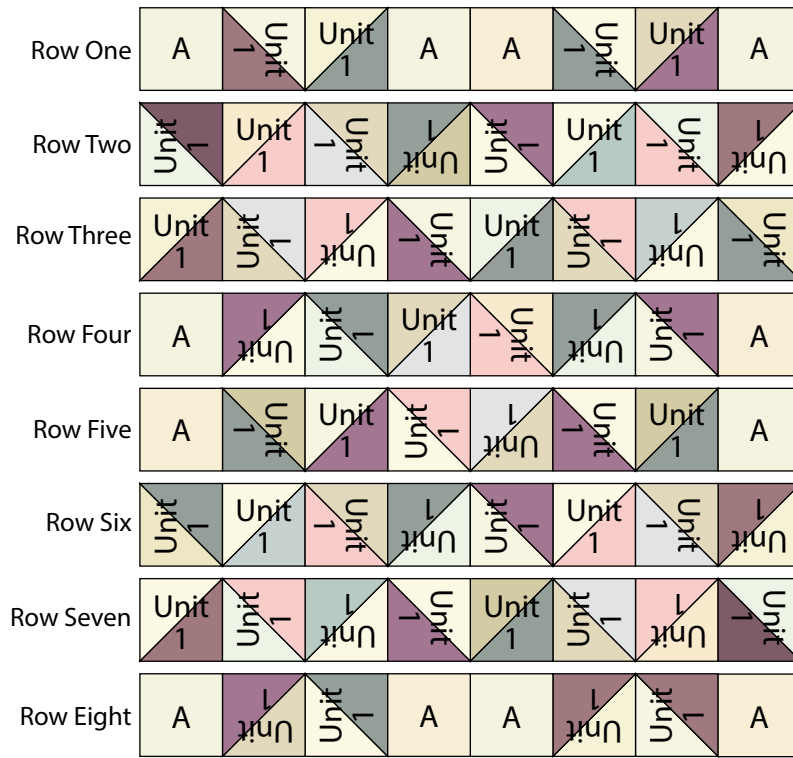 Row One A Unit 1 Unit 1 A A Unit 1 Unit 1 A
Row Two Unit 1 Unit 1 Unit 1 Unit 1 Unit 1 Unit 1 Unit 1 Unit 1
Row Three Unit 1 Unit 1 Unit 1 Unit 1 Unit 1 Unit 1 Unit 1 Unit 1
Row Four A Unit 1 Unit 1 Unit 1 Unit 1 Unit 1 Unit 1 A
Row Five A Unit 1 Unit 1 Unit 1 Unit 1 Unit 1 Unit 1 A
Row Six Unit 1 Unit 1 Unit 1 Unit 1 Unit 1 Unit 1 Unit 1 Unit 1
Row Seven Unit 1 Unit 1 Unit 1 Unit 1 Unit 1 Unit 1 Unit 1 Unit 1
Row Eight A Unit 1 Unit 1 A A Unit 1 Unit 1 A